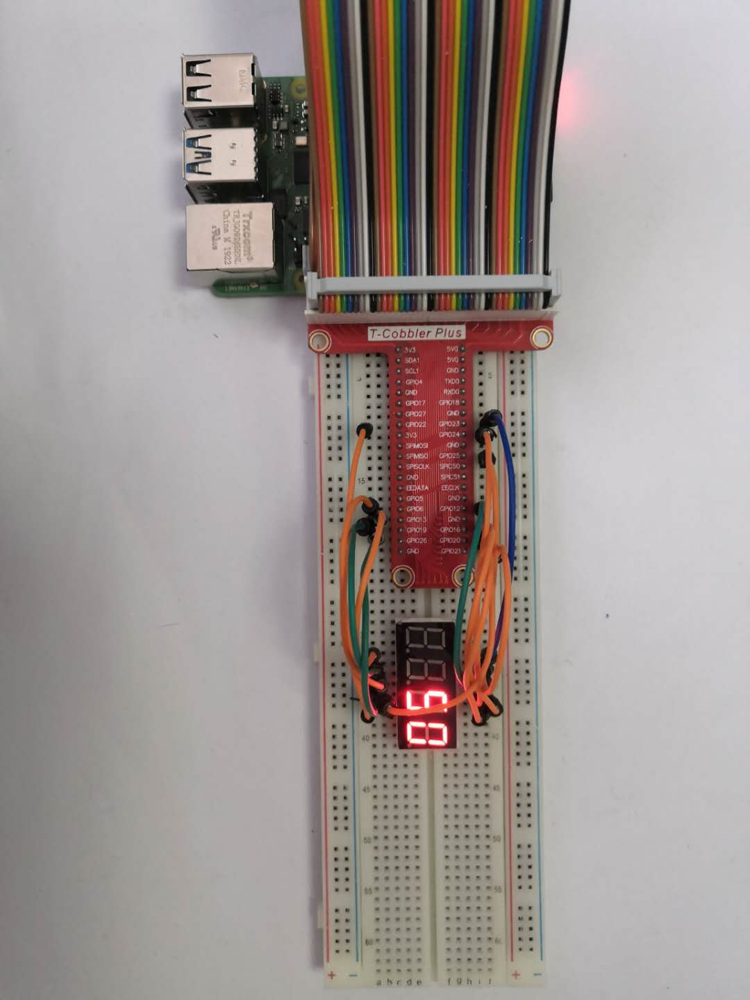 Trxcom®
TRJG0926HENL
China M 1922
T-Cobbler Plus
3V3 5V0
SDA1 5V0
SCL1 GND
GPIO4 TXD0
GND RXD0
GPIO17 GPIO18
GPIO27 GND
GPIO22 GPIO23
3V3 GPIO24
SPIMOSI GND
SPIMISO GPIO25
SPISCLK SPICS0
GND SPICS1
EEDATA EECLK
GPIO5 GND
GPIO6 GPIO12
GPIO13 GND
GPIO19 GPIO16
GPIO26 GPIO20
GND GPIO21
5 5
15
40 40
45 45
50 50
55 55
60
+ − a b c d e f g h i j + −